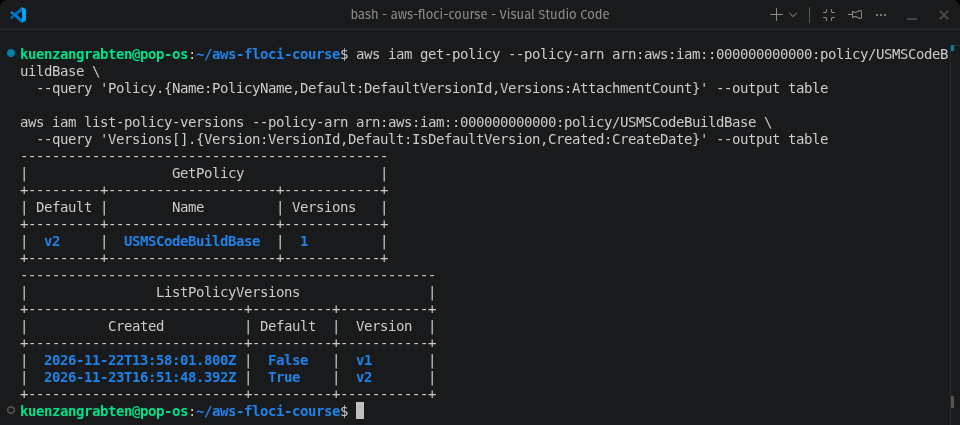 bash - aws-floci-course - Visual Studio Code
kuenzangrabten@pop-os:~/aws-floci-course$ aws iam get-policy --policy-arn arn:aws:iam::000000000000:policy/USMSCodeB
uildBase \
  --query 'Policy.{Name:PolicyName,Default:DefaultVersionId,Versions:AttachmentCount}' --output table

aws iam list-policy-versions --policy-arn arn:aws:iam::000000000000:policy/USMSCodeBuildBase \
  --query 'Versions[].{Version:VersionId,Default:IsDefaultVersion,Created:CreateDate}' --output table
----------------------------------------------
|                  GetPolicy                 |
+---------+---------------------+------------+
| Default |        Name         | Versions   |
+---------+---------------------+------------+
|  v2     |  USMSCodeBuildBase  |  1         |
+---------+---------------------+------------+
----------------------------------------------------
|                ListPolicyVersions                |
+---------------------------+----------+-----------+
|          Created          | Default  |  Version  |
+---------------------------+----------+-----------+
|  2026-11-22T13:58:01.800Z |  False   |  v1       |
|  2026-11-23T16:51:48.392Z |  True    |  v2       |
+---------------------------+----------+-----------+
kuenzangrabten@pop-os:~/aws-floci-course$